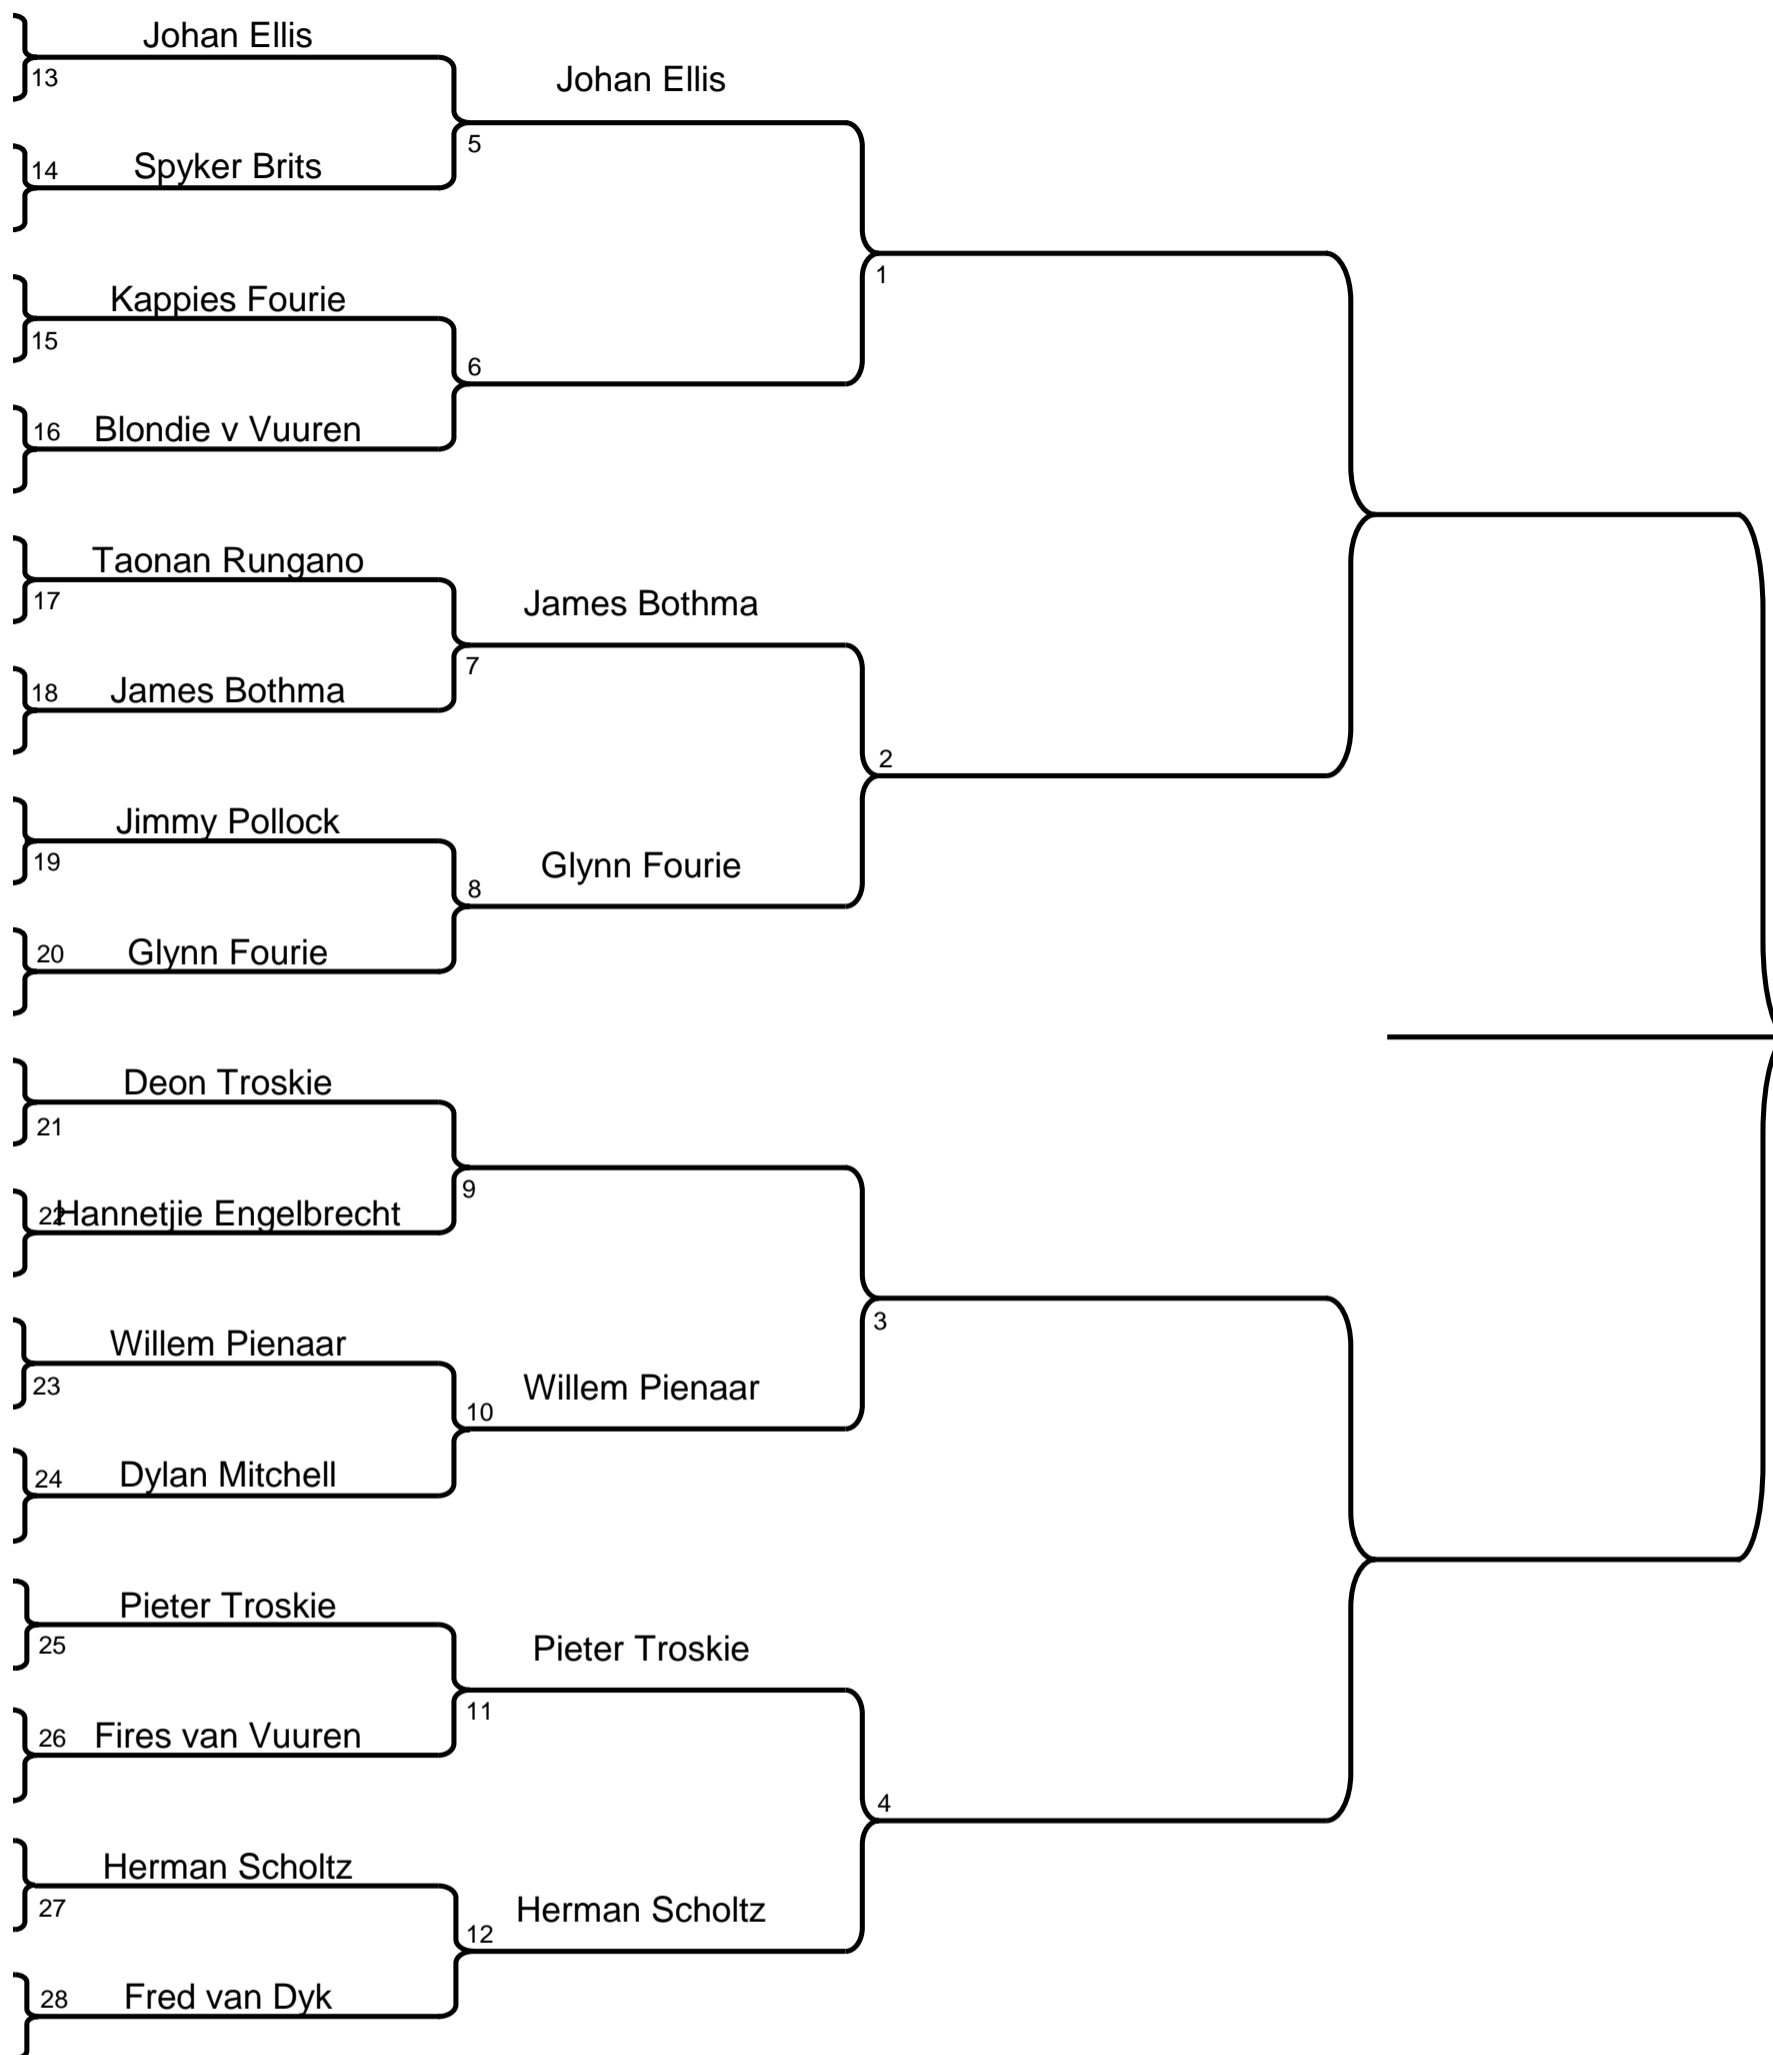 Johan Ellis
13
Johan Ellis
5
14 Spyker Brits
1
Kappies Fourie
15
6
16 Blondie v Vuuren
Taonan Rungano
17
James Bothma
7
18 James Bothma
2
Jimmy Pollock
19
Glynn Fourie
8
20 Glynn Fourie
Deon Troskie
21
9
22 Hannetjie Engelbrecht
3
Willem Pienaar
23
Willem Pienaar
10
24 Dylan Mitchell
Pieter Troskie
25
Pieter Troskie
11
26 Fires van Vuuren
4
Herman Scholtz
27
Herman Scholtz
12
28 Fred van Dyk